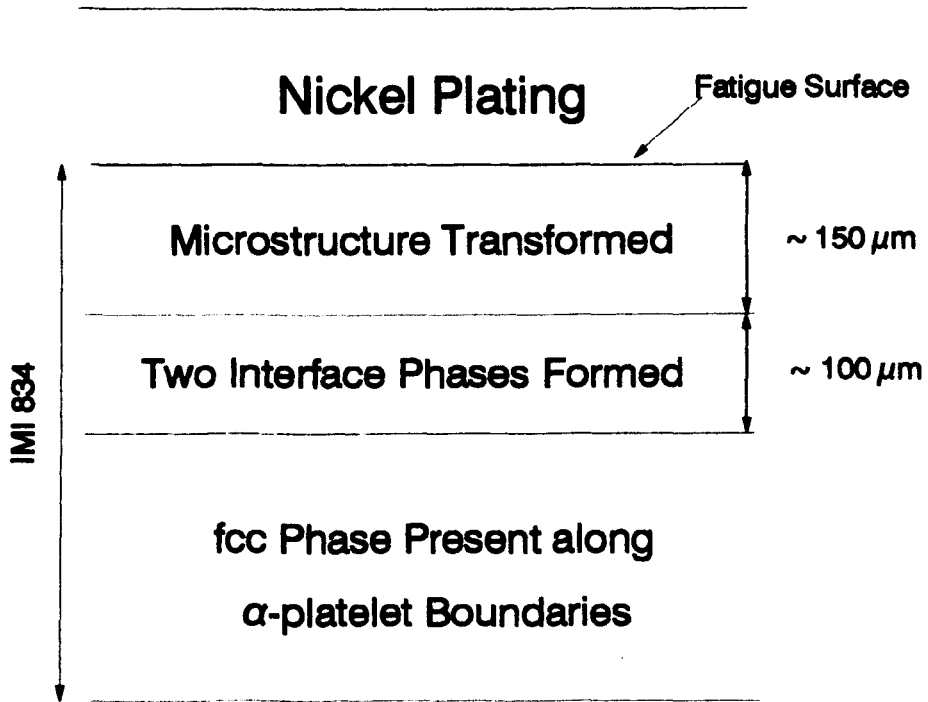 Nickel Plating
Fatigue Surface
Microstructure Transformed
~ 150 μm
Two Interface Phases Formed
~ 100 μm
IMI 834
fcc Phase Present along
α-platelet Boundaries